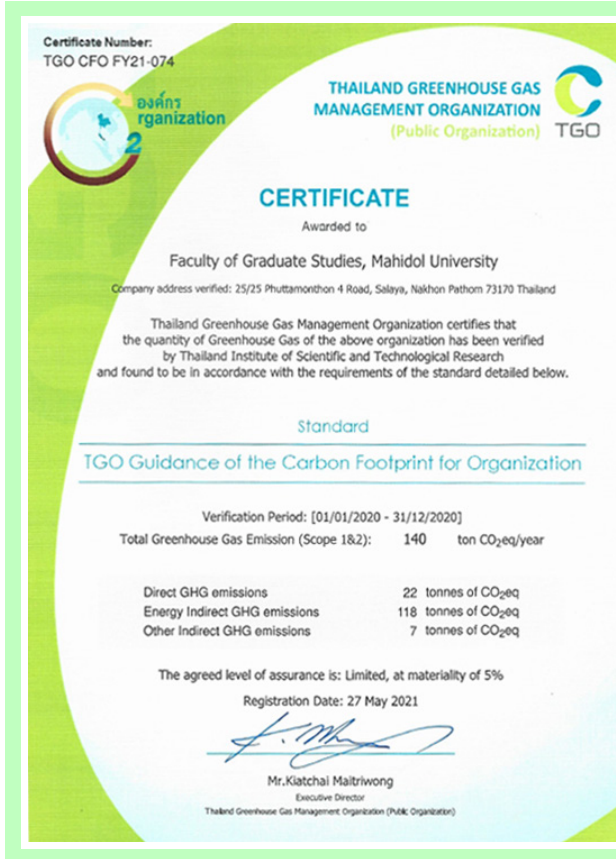 Certificate Number:
TGO CFO FY21-074
องค์กร
rganization
2
THAILAND GREENHOUSE GAS
MANAGEMENT ORGANIZATION
(Public Organization)
TGO
CERTIFICATE
Awarded to
Faculty of Graduate Studies, Mahidol University
Company address verified: 25/25 Phuttamonthon 4 Road, Salaya, Nakhon Pathom 73170 Thailand
Thailand Greenhouse Gas Management Organization certifies that
the quantity of Greenhouse Gas of the above organization has been verified
by Thailand Institute of Scientific and Technological Research
and found to be in accordance with the requirements of the standard detailed below.
Standard
TGO Guidance of the Carbon Footprint for Organization
Verification Period: [01/01/2020 - 31/12/2020]
Total Greenhouse Gas Emission (Scope 1&2): 140 ton CO₂eq/year
Direct GHG emissions 22 tonnes of CO₂eq
Energy Indirect GHG emissions 118 tonnes of CO₂eq
Other Indirect GHG emissions 7 tonnes of CO₂eq
The agreed level of assurance is: Limited, at materiality of 5%
Registration Date: 27 May 2021
Mr.Kiatchai Maitriwong
Executive Director
Thailand Greenhouse Gas Management Organization (Public Organization)